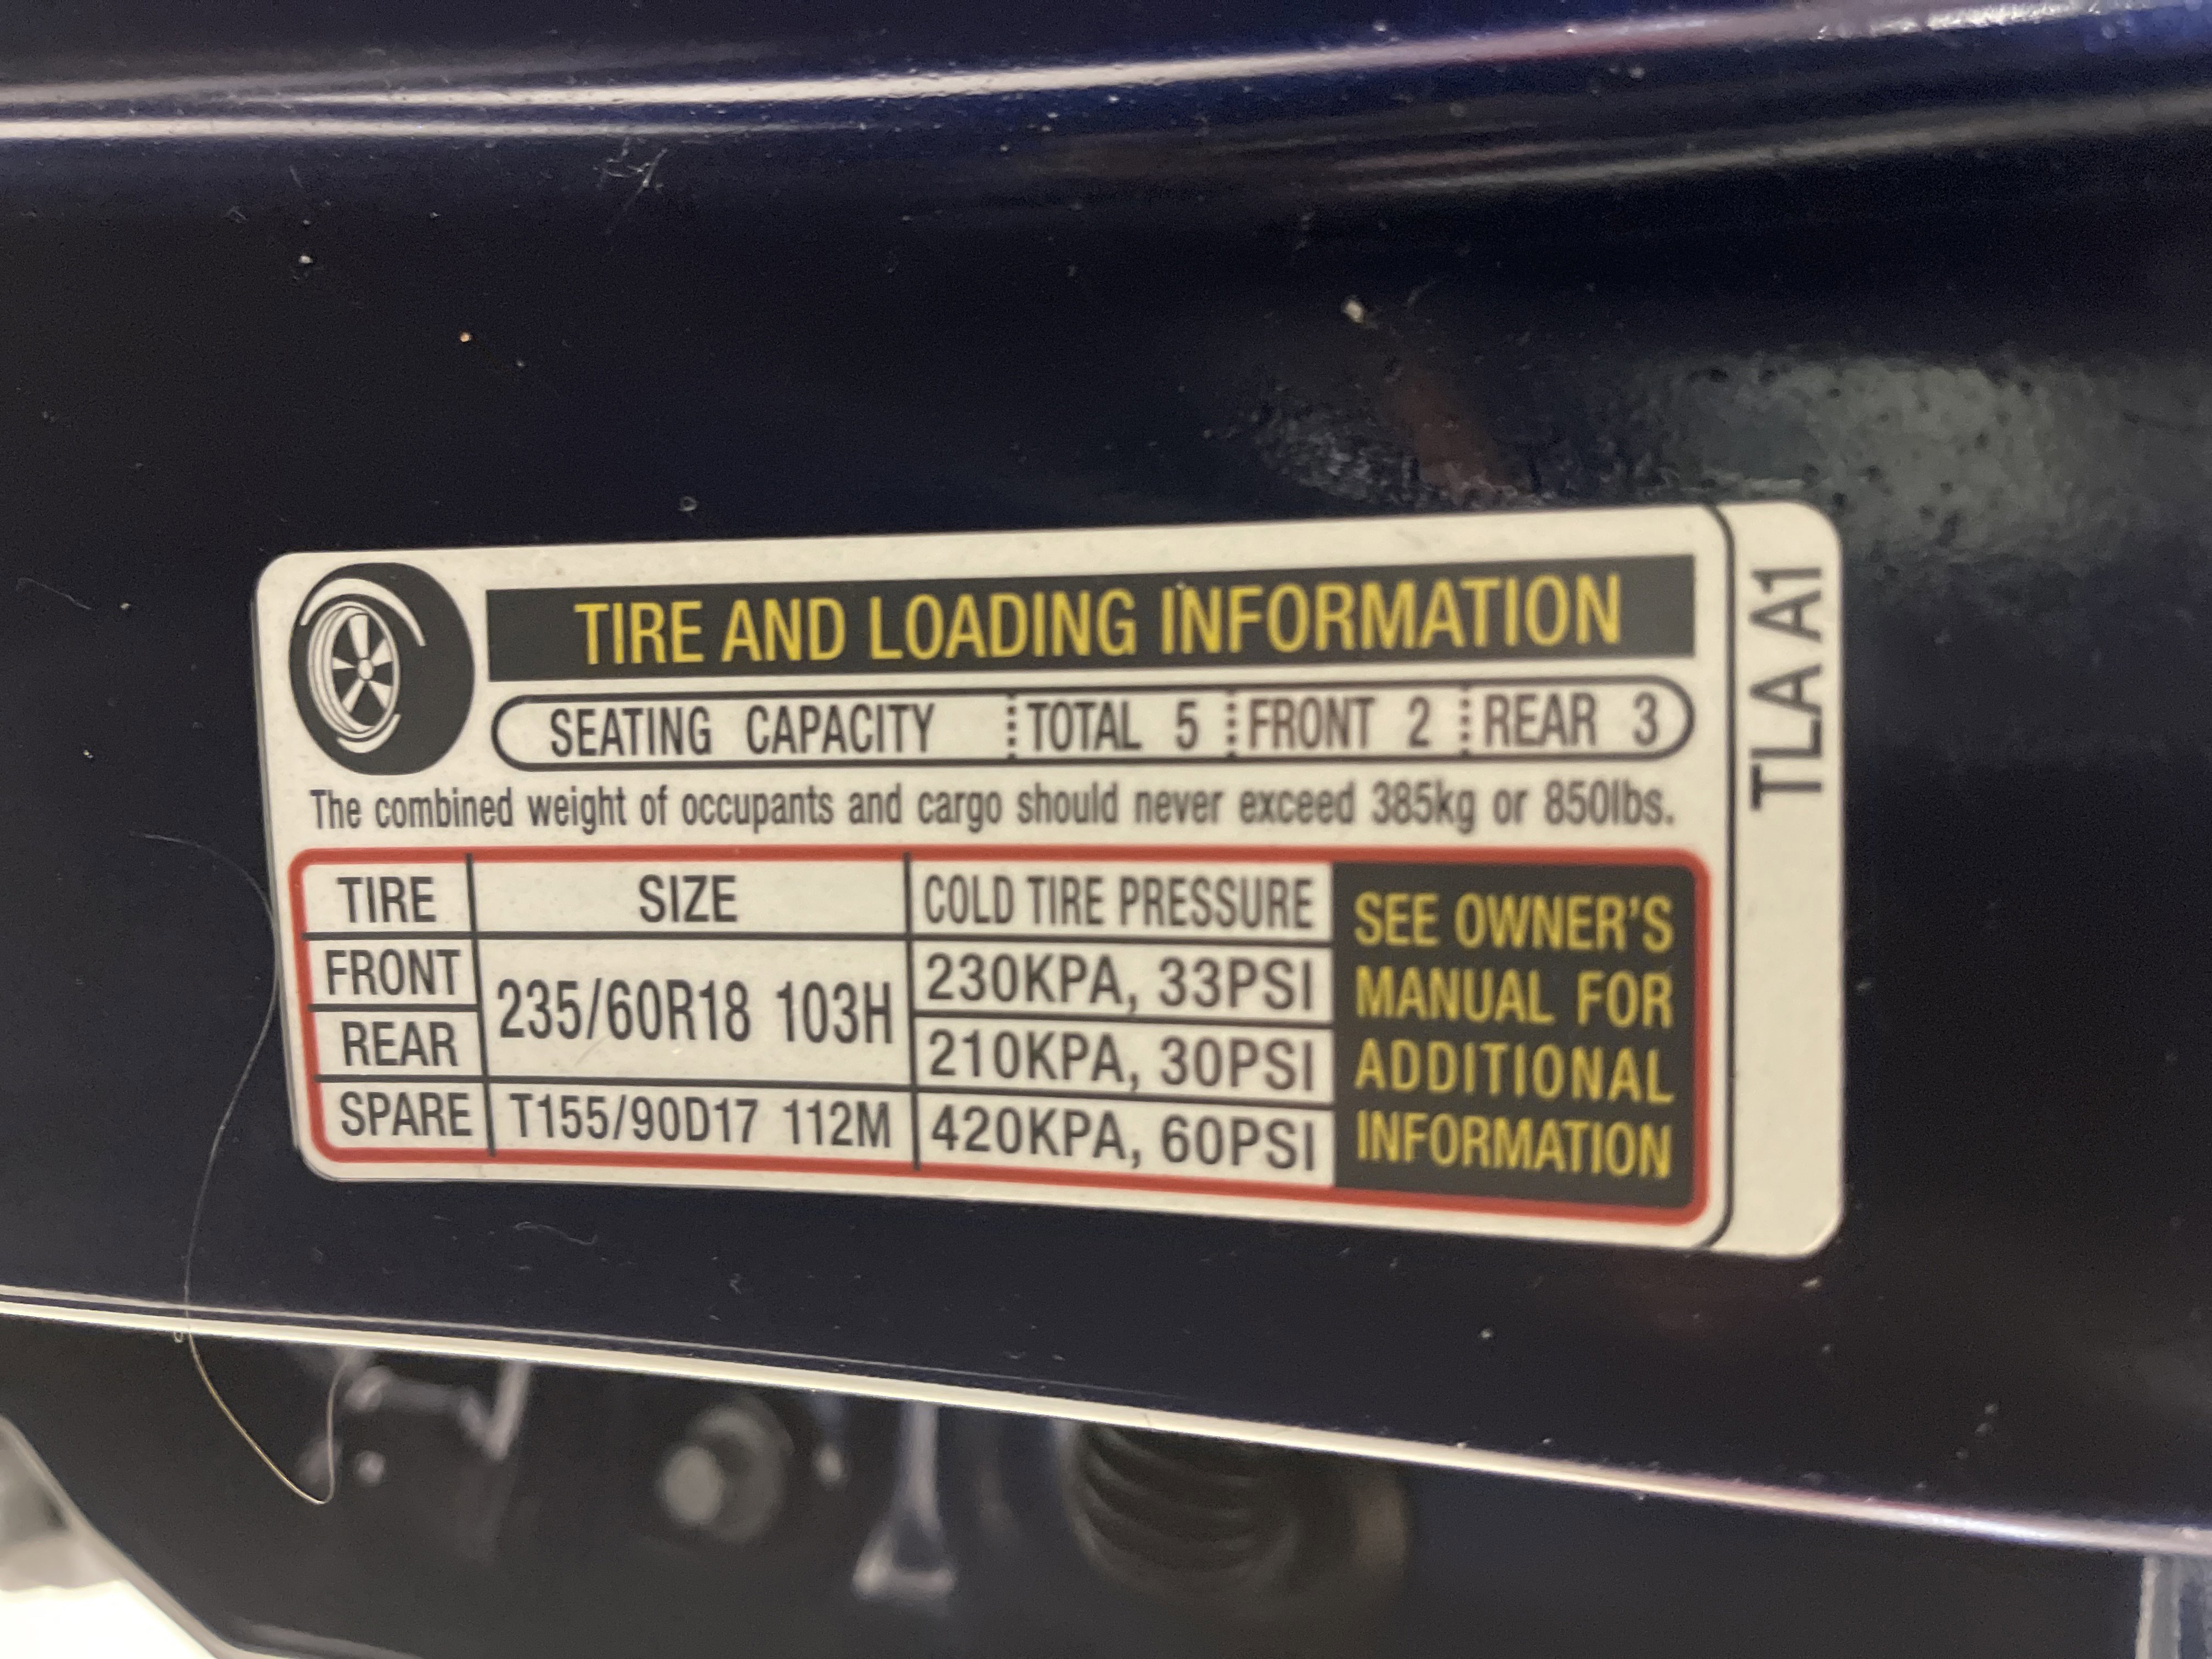 TIRE AND LOADING INFORMATION
SEATING CAPACITY TOTAL 5 FRONT 2 REAR 3
The combined weight of occupants and cargo should never exceed 385kg or 850lbs.
TIRE SIZE COLD TIRE PRESSURE
FRONT 235/60R18 103H 230KPA, 33PSI
REAR 210KPA, 30PSI
SPARE T155/90D17 112M 420KPA, 60PSI
SEE OWNER'S
MANUAL FOR
ADDITIONAL
INFORMATION
TLA A1